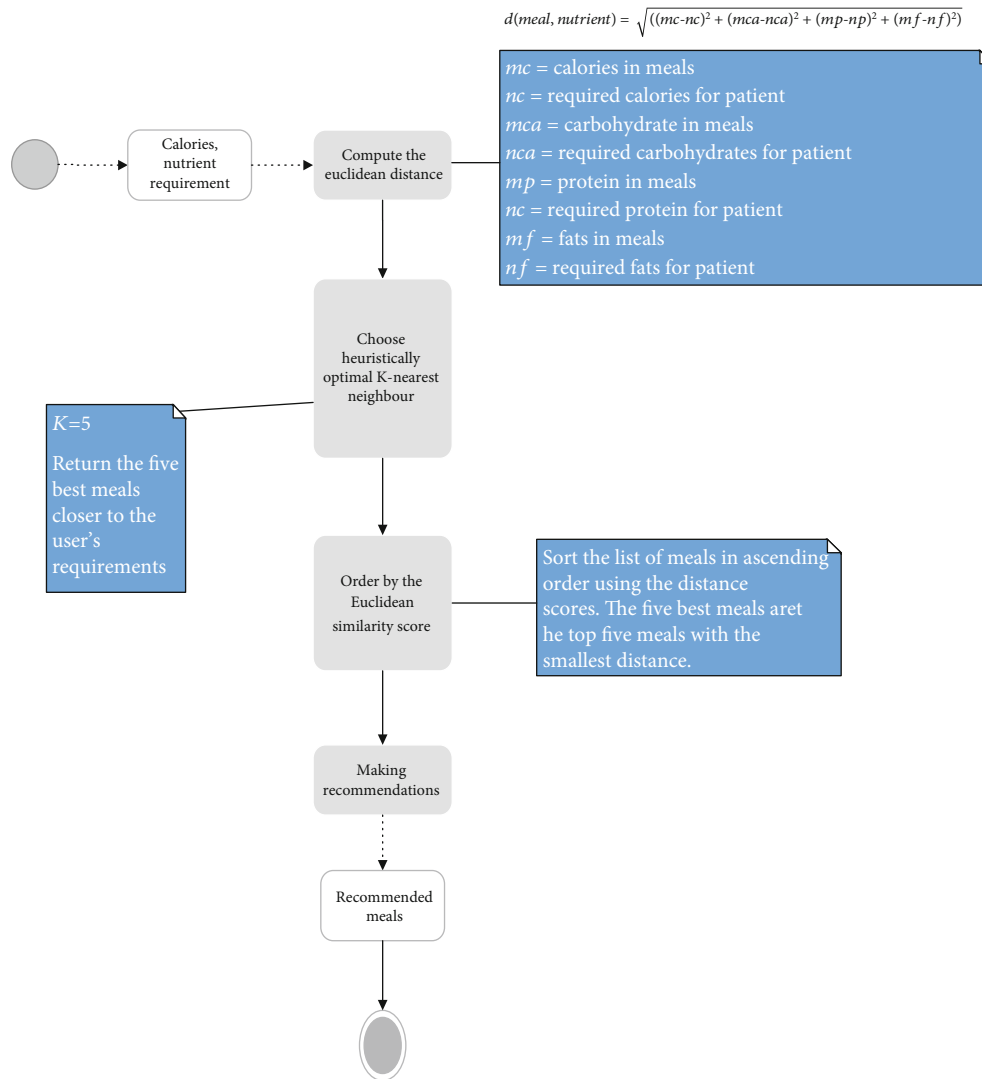 d(meal, nutrient) = √((mc-nc)² + (mca-nca)² + (mp-np)² + (mf-nf)²)
mc = calories in meals
nc = required calories for patient
mca = carbohydrate in meals
nca = required carbohydrates for patient
mp = protein in meals
nc = required protein for patient
mf = fats in meals
nf = required fats for patient
Calories,
nutrient
requirement
Compute the
euclidean distance
Choose
heuristically
optimal K-nearest
neighbour
K=5
Return the five
best meals
closer to the
user's
requirements
Order by the
Euclidean
similarity score
Sort the list of meals in ascending
order using the distance
scores. The five best meals aret
he top five meals with the
smallest distance.
Making
recommendations
Recommended
meals